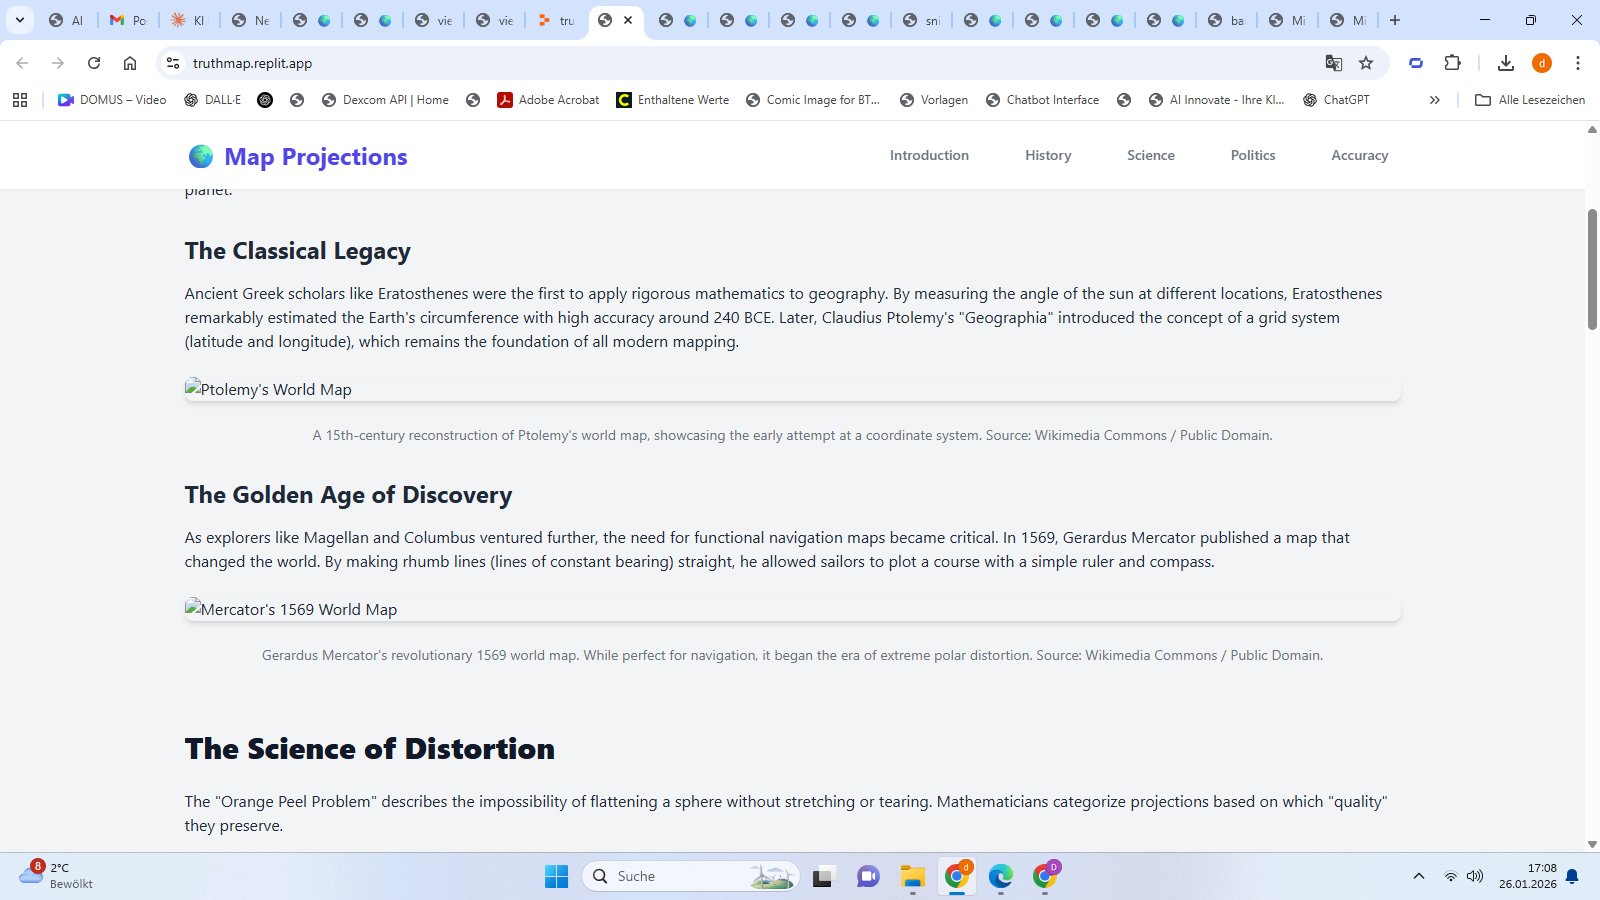 AI
Po
KI
Ne
vie
vie
tru
sni
ba
Mi
Mi
truthmap.replit.app
d
DOMUS – Video
DALL·E
Dexcom API | Home
Adobe Acrobat
Enthaltene Werte
Comic Image for BT...
Vorlagen
Chatbot Interface
AI Innovate - Ihre KI...
ChatGPT
Alle Lesezeichen
Map Projections
Introduction
History
Science
Politics
Accuracy
planet.
The Classical Legacy
Ancient Greek scholars like Eratosthenes were the first to apply rigorous mathematics to geography. By measuring the angle of the sun at different locations, Eratosthenes
remarkably estimated the Earth's circumference with high accuracy around 240 BCE. Later, Claudius Ptolemy's "Geographia" introduced the concept of a grid system
(latitude and longitude), which remains the foundation of all modern mapping.
Ptolemy's World Map
A 15th-century reconstruction of Ptolemy's world map, showcasing the early attempt at a coordinate system. Source: Wikimedia Commons / Public Domain.
The Golden Age of Discovery
As explorers like Magellan and Columbus ventured further, the need for functional navigation maps became critical. In 1569, Gerardus Mercator published a map that
changed the world. By making rhumb lines (lines of constant bearing) straight, he allowed sailors to plot a course with a simple ruler and compass.
Mercator's 1569 World Map
Gerardus Mercator's revolutionary 1569 world map. While perfect for navigation, it began the era of extreme polar distortion. Source: Wikimedia Commons / Public Domain.
The Science of Distortion
The "Orange Peel Problem" describes the impossibility of flattening a sphere without stretching or tearing. Mathematicians categorize projections based on which "quality"
they preserve.
8
2°C
Bewölkt
Suche
d
D
17:08
26.01.2026